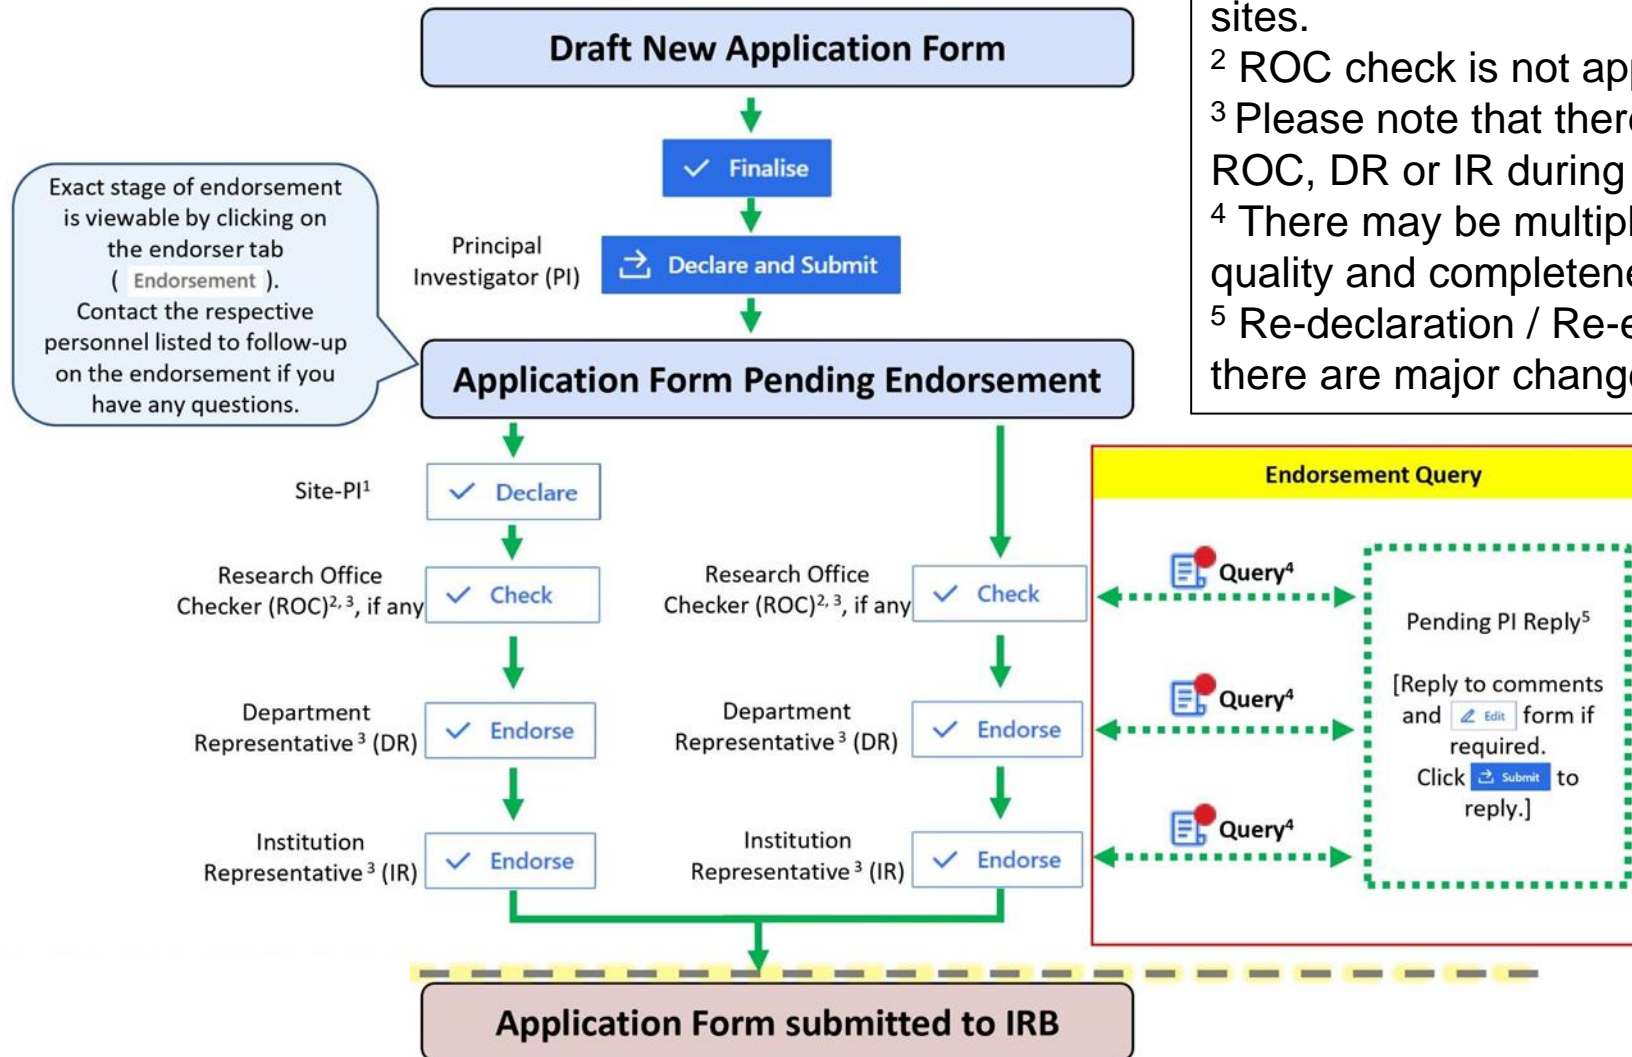 sites.
² ROC check is not
³ Please note that
ROC, DR or IR during
⁴ There may be
quality and
⁵ Re-declaration /
there are major
Draft New Application Form
Finalise
Principal
Investigator (PI)
Declare and Submit
Exact stage of endorsement
is viewable by clicking on
the endorser tab
( Endorsement ).
Contact the respective
personnel listed to follow-up
on the endorsement if you
have any questions.
Application Form Pending Endorsement
Site-PI¹
Declare
Research Office
Checker (ROC)²,³, if any
Check
Department
Representative³ (DR)
Endorse
Institution
Representative³ (IR)
Endorse
Research Office
Checker (ROC)²,³, if any
Check
Department
Representative³ (DR)
Endorse
Institution
Representative³ (IR)
Endorse
Endorsement Query
Query⁴
Query⁴
Query⁴
Pending PI Reply⁵
[Reply to comments
and Edit form if
required.
Click Submit to
reply.]
Application Form submitted to IRB